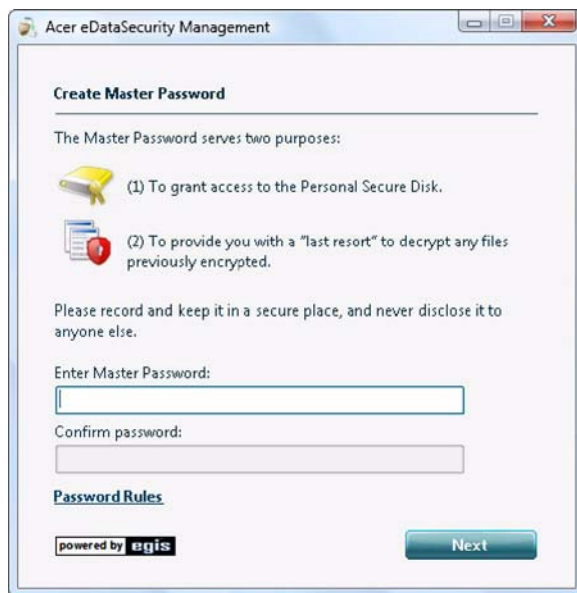 Acer eDataSecurity Management
Create Master Password
The Master Password serves two purposes:
(1) To grant access to the Personal Secure Disk.
(2) To provide you with a "last resort" to decrypt any files
previously encrypted.
Please record and keep it in a secure place, and never disclose it to
anyone else.
Enter Master Password:
Confirm password:
Password Rules
powered by egis
Next